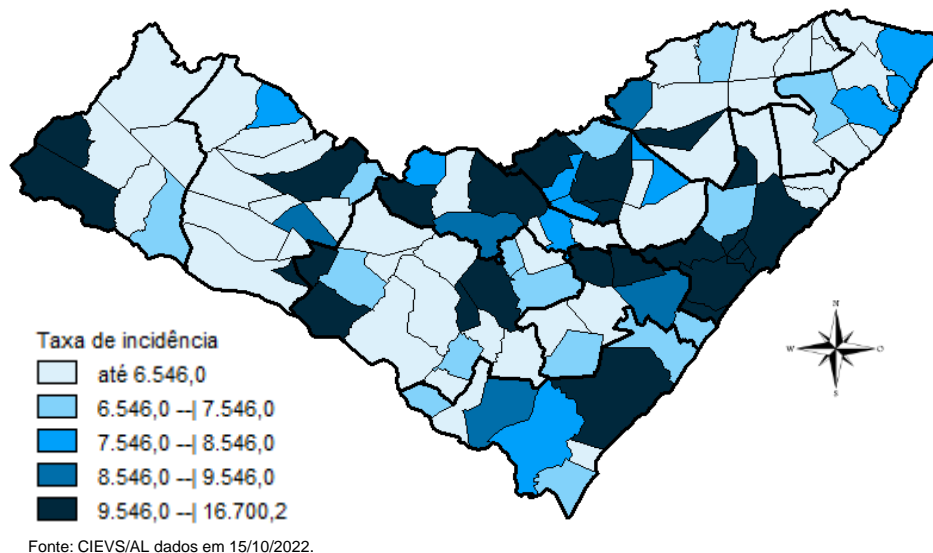 Taxa de incidência
até 6.546,0
6.546,0 --| 7.546,0
7.546,0 --| 8.546,0
8.546,0 --| 9.546,0
9.546,0 --| 16.700,2
N
W
O
S
Fonte: CIEVS/AL dados em 15/10/2022.